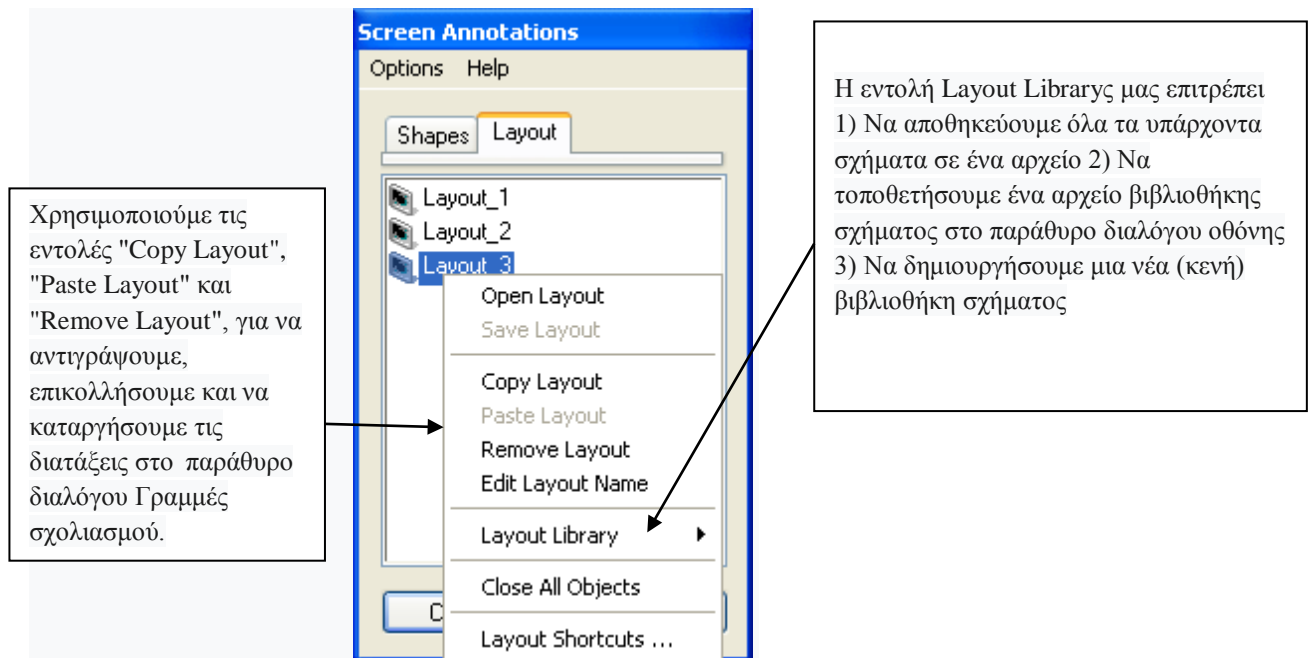 Screen Annotations
Options Help
Shapes Layout
Layout_1
Layout_2
Layout_3
Open Layout
Save Layout
Copy Layout
Paste Layout
Remove Layout
Edit Layout Name
Layout Library
Close All Objects
Layout Shortcuts ...
C
Χρησιμοποιούμε τις
εντολές "Copy Layout",
"Paste Layout" και
"Remove Layout", για να
αντιγράψουμε,
επικολλήσουμε και να
καταργήσουμε τις
διατάξεις στο παράθυρο
διαλόγου Γραμμές
σχολιασμού.
Η εντολή Layout Libraryς μας επιτρέπει
1) Να αποθηκεύουμε όλα τα υπάρχοντα
σχήματα σε ένα αρχείο 2) Να
τοποθετήσουμε ένα αρχείο βιβλιοθήκης
σχήματος στο παράθυρο διαλόγου οθόνης
3) Να δημιουργήσουμε μια νέα (κενή)
βιβλιοθήκη σχήματος